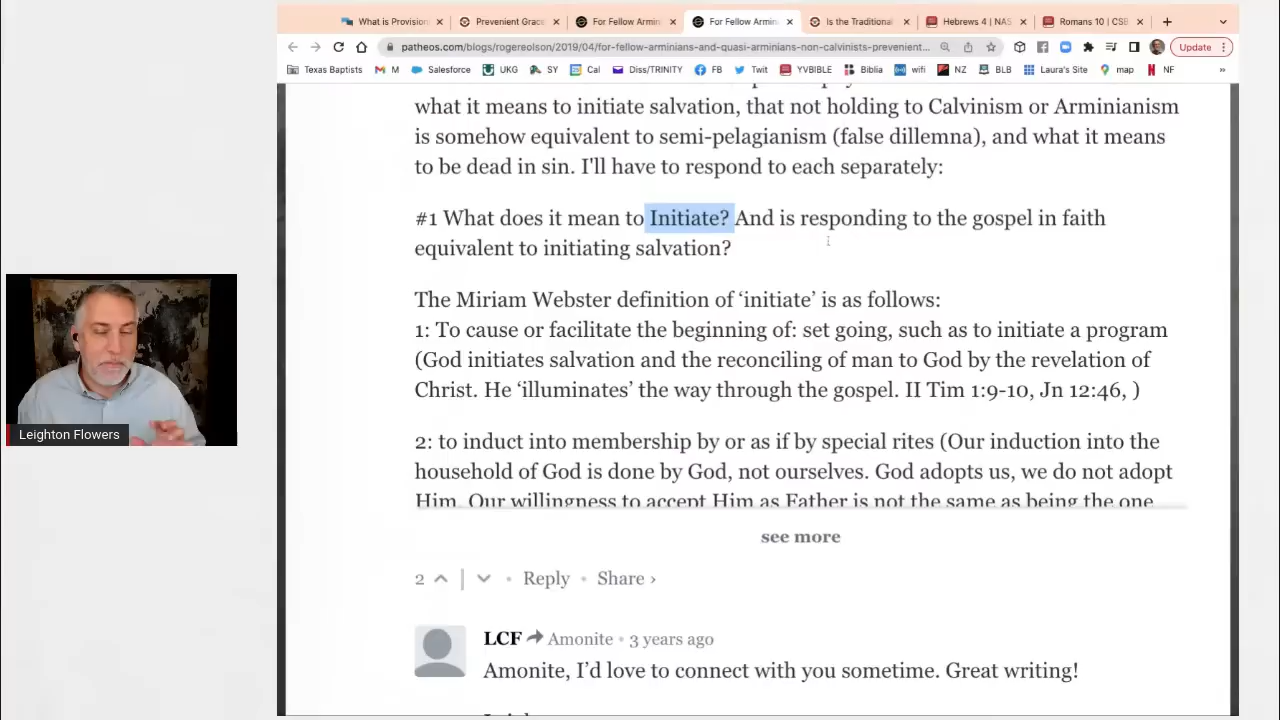 What is Provision
Prevenient Grace
For Fellow Armin
For Fellow Armin
Is the Traditional
Hebrews 4 | NAS
Romans 10 | CSB
patheos.com/blogs/rogereolson/2019/04/for-fellow-arminians-and-quasi-arminians-non-calvinists-prevenient...
Update
Texas Baptists
M
Salesforce
UKG
SY
Cal
Diss/TRINITY
FB
Twit
YVBIBLE
Biblia
wifi
NZ
BLB
Laura's Site
map
NF
»
what it means to initiate salvation, that not holding to Calvinism or Arminianism
is somehow equivalent to semi-pelagianism (false dillemna), and what it means
to be dead in sin. I'll have to respond to each separately:
#1 What does it mean to Initiate? And is responding to the gospel in faith
equivalent to initiating salvation?
The Miriam Webster definition of ‘initiate’ is as follows:
1: To cause or facilitate the beginning of: set going, such as to initiate a program
(God initiates salvation and the reconciling of man to God by the revelation of
Christ. He ‘illuminates’ the way through the gospel. II Tim 1:9-10, Jn 12:46, )
2: to induct into membership by or as if by special rites (Our induction into the
household of God is done by God, not ourselves. God adopts us, we do not adopt
Him. Our willingness to accept Him as Father is not the same as being the one
see more
2 • Reply • Share ›
LCF Amonite • 3 years ago
Amonite, I’d love to connect with you sometime. Great writing!
Leighton Flowers